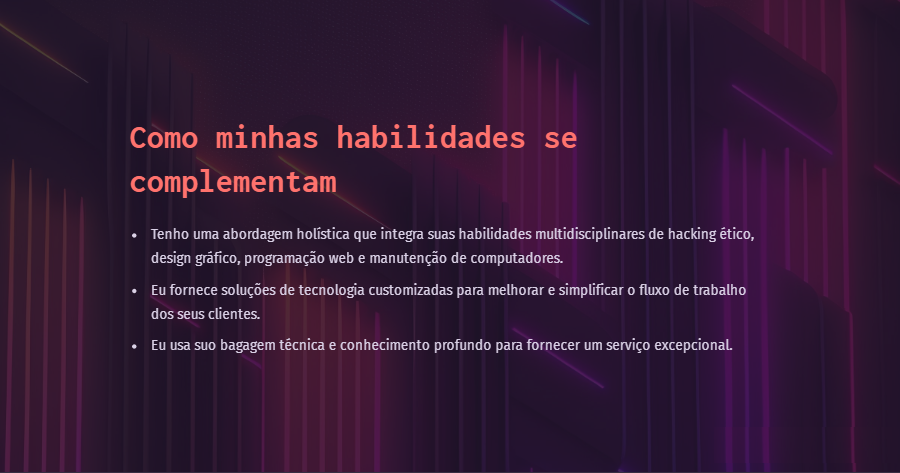 Como minhas habilidades se
complementam
• Tenho uma abordagem holística que integra suas habilidades multidisciplinares de hacking ético,
design gráfico, programação web e manutenção de computadores.
• Eu fornece soluções de tecnologia customizadas para melhorar e simplificar o fluxo de trabalho
dos seus clientes.
• Eu usa suo bagagem técnica e conhecimento profundo para fornecer um serviço excepcional.